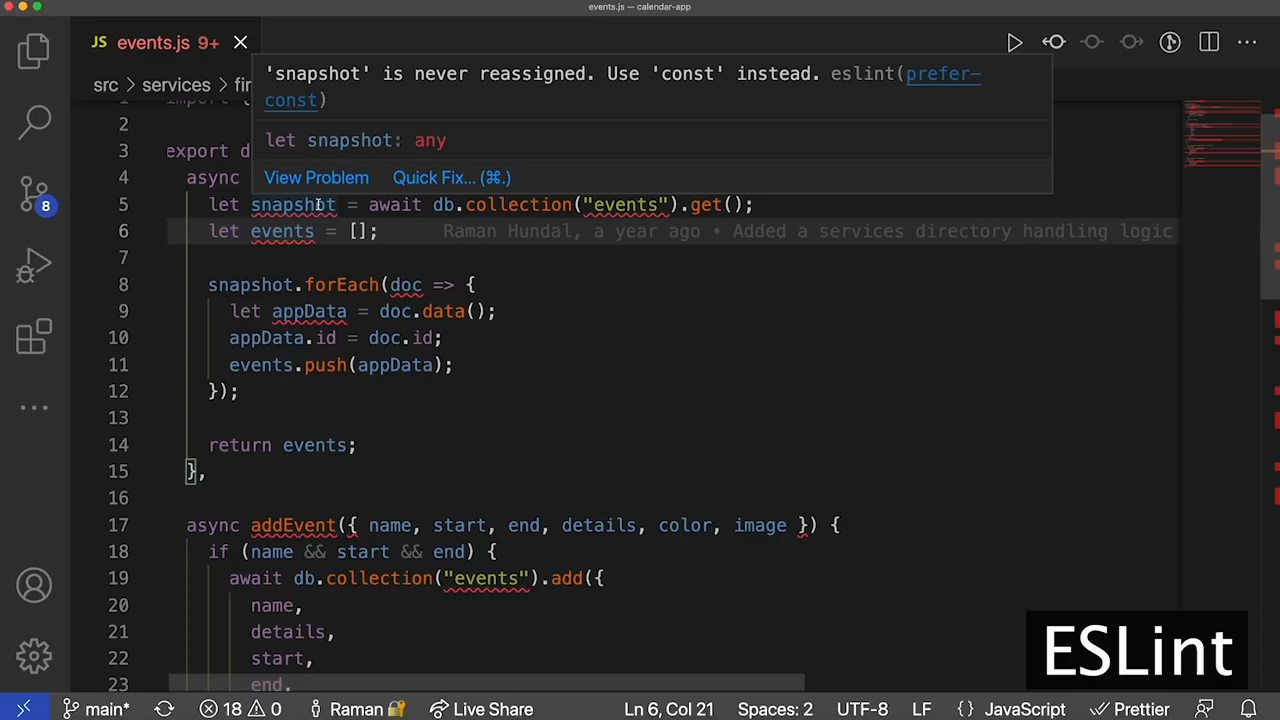 events.js — calendar-app
JS events.js 9+
src > services > fir
'snapshot' is never reassigned. Use 'const' instead. eslint(prefer-
const)
let snapshot: any
View Problem Quick Fix... (⌘.)
1 import {
2
3 export d
4 async
5 let snapshot = await db.collection("events").get();
6 let events = []; Raman Hundal, a year ago • Added a services directory handling logic
7
8 snapshot.forEach(doc => {
9 let appData = doc.data();
10 appData.id = doc.id;
11 events.push(appData);
12 });
13
14 return events;
15 },
16
17 async addEvent({ name, start, end, details, color, image }) {
18 if (name && start && end) {
19 await db.collection("events").add({
20 name,
21 details,
22 start,
23 end,
8
ESLint
main* 18 0 Raman Live Share Ln 6, Col 21 Spaces: 2 UTF-8 LF {} JavaScript Prettier